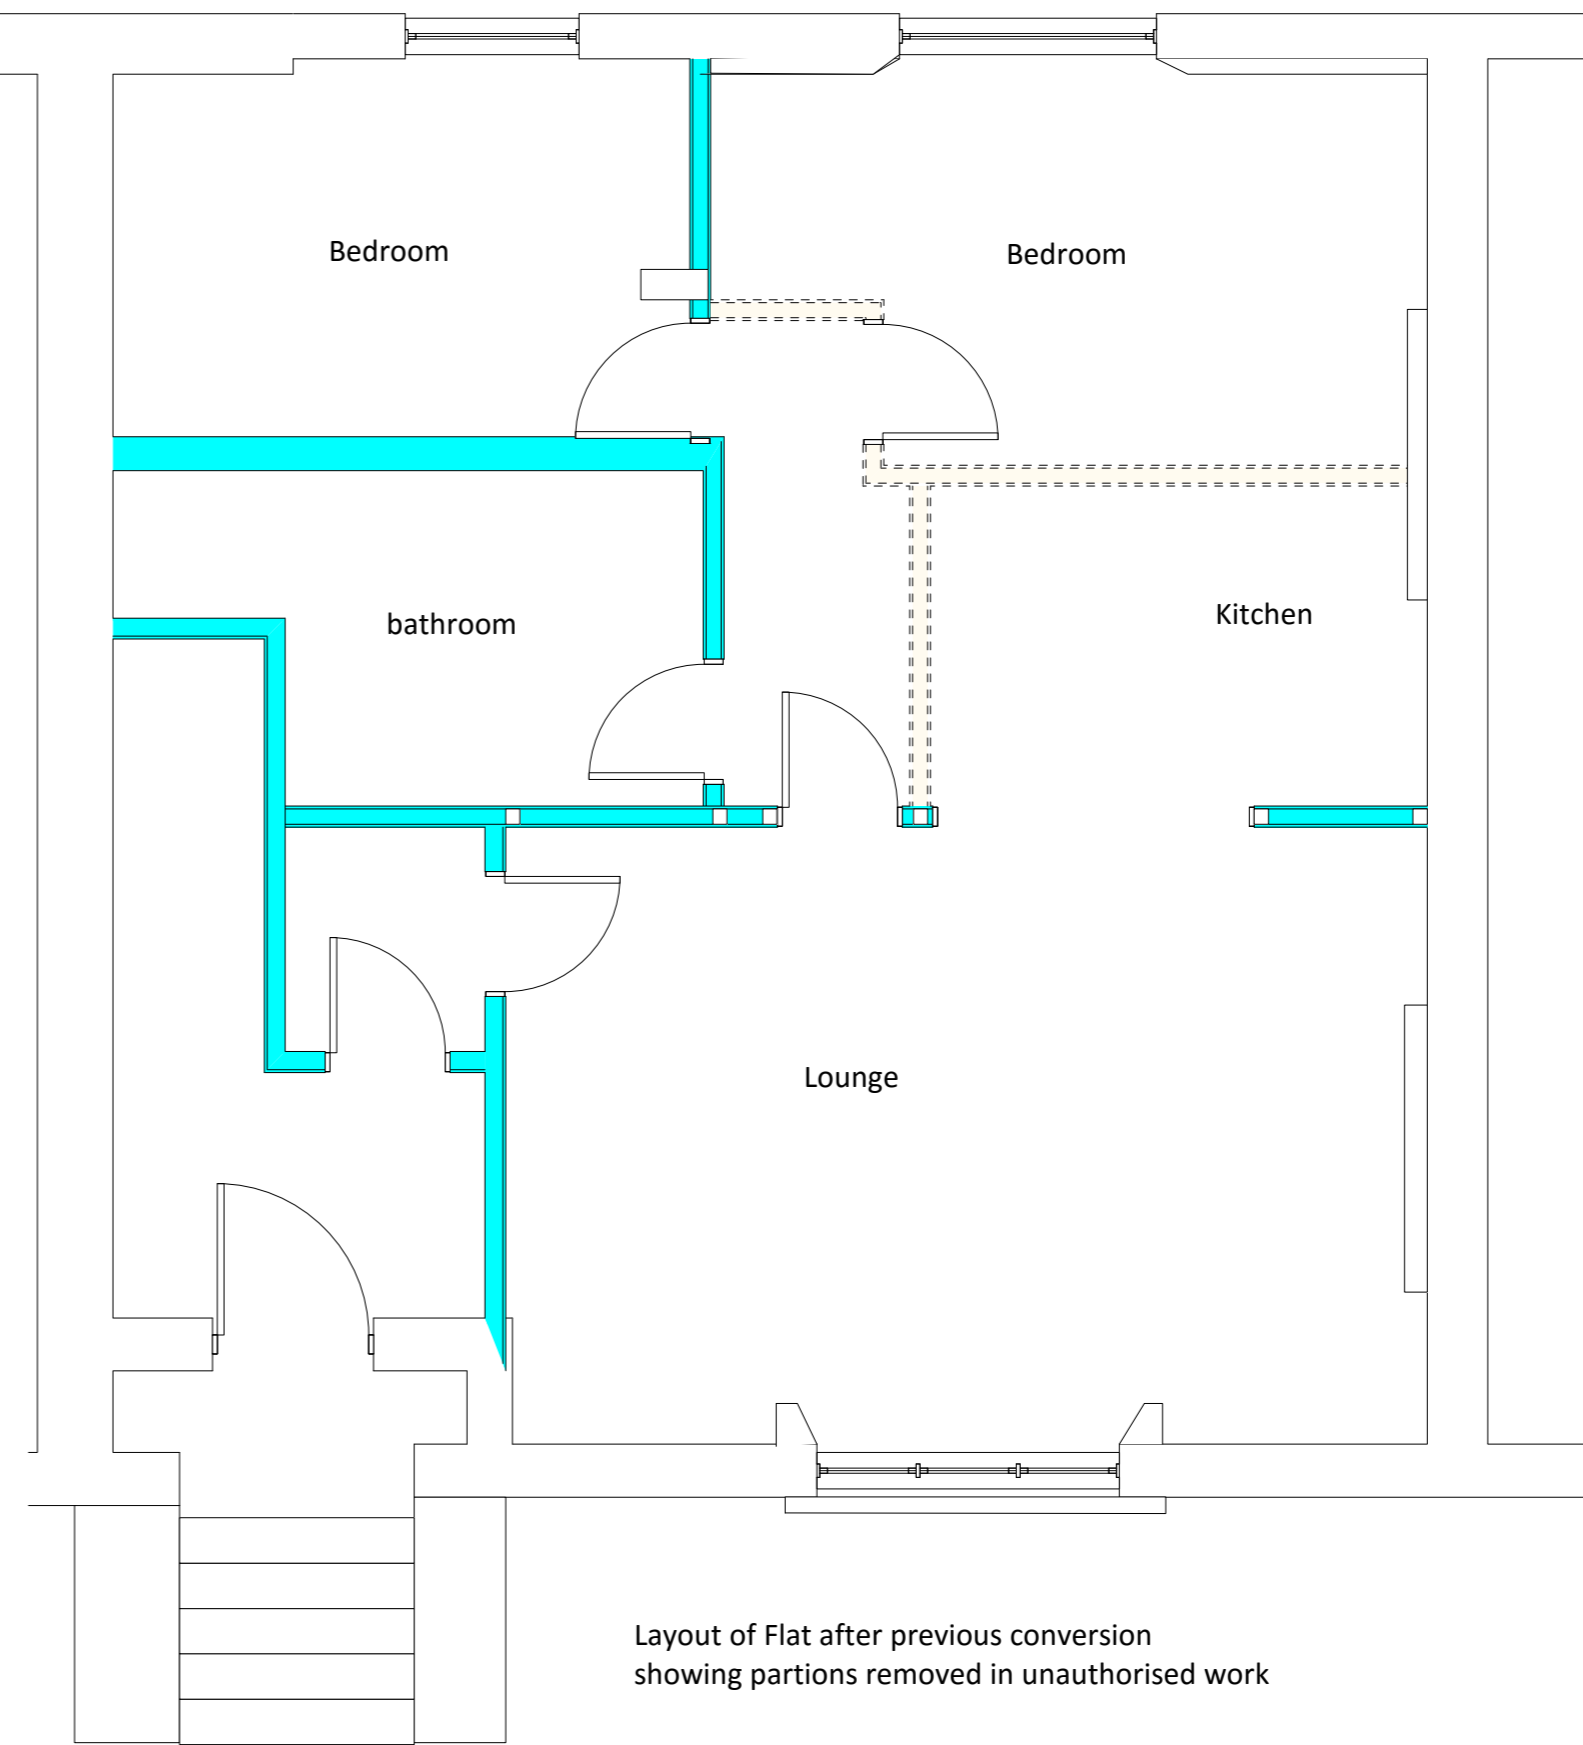 Bedroom
Bedroom
bathroom
Kitchen
Lounge
Layout of Flat after previous conversion
showing partions removed in unauthorised work